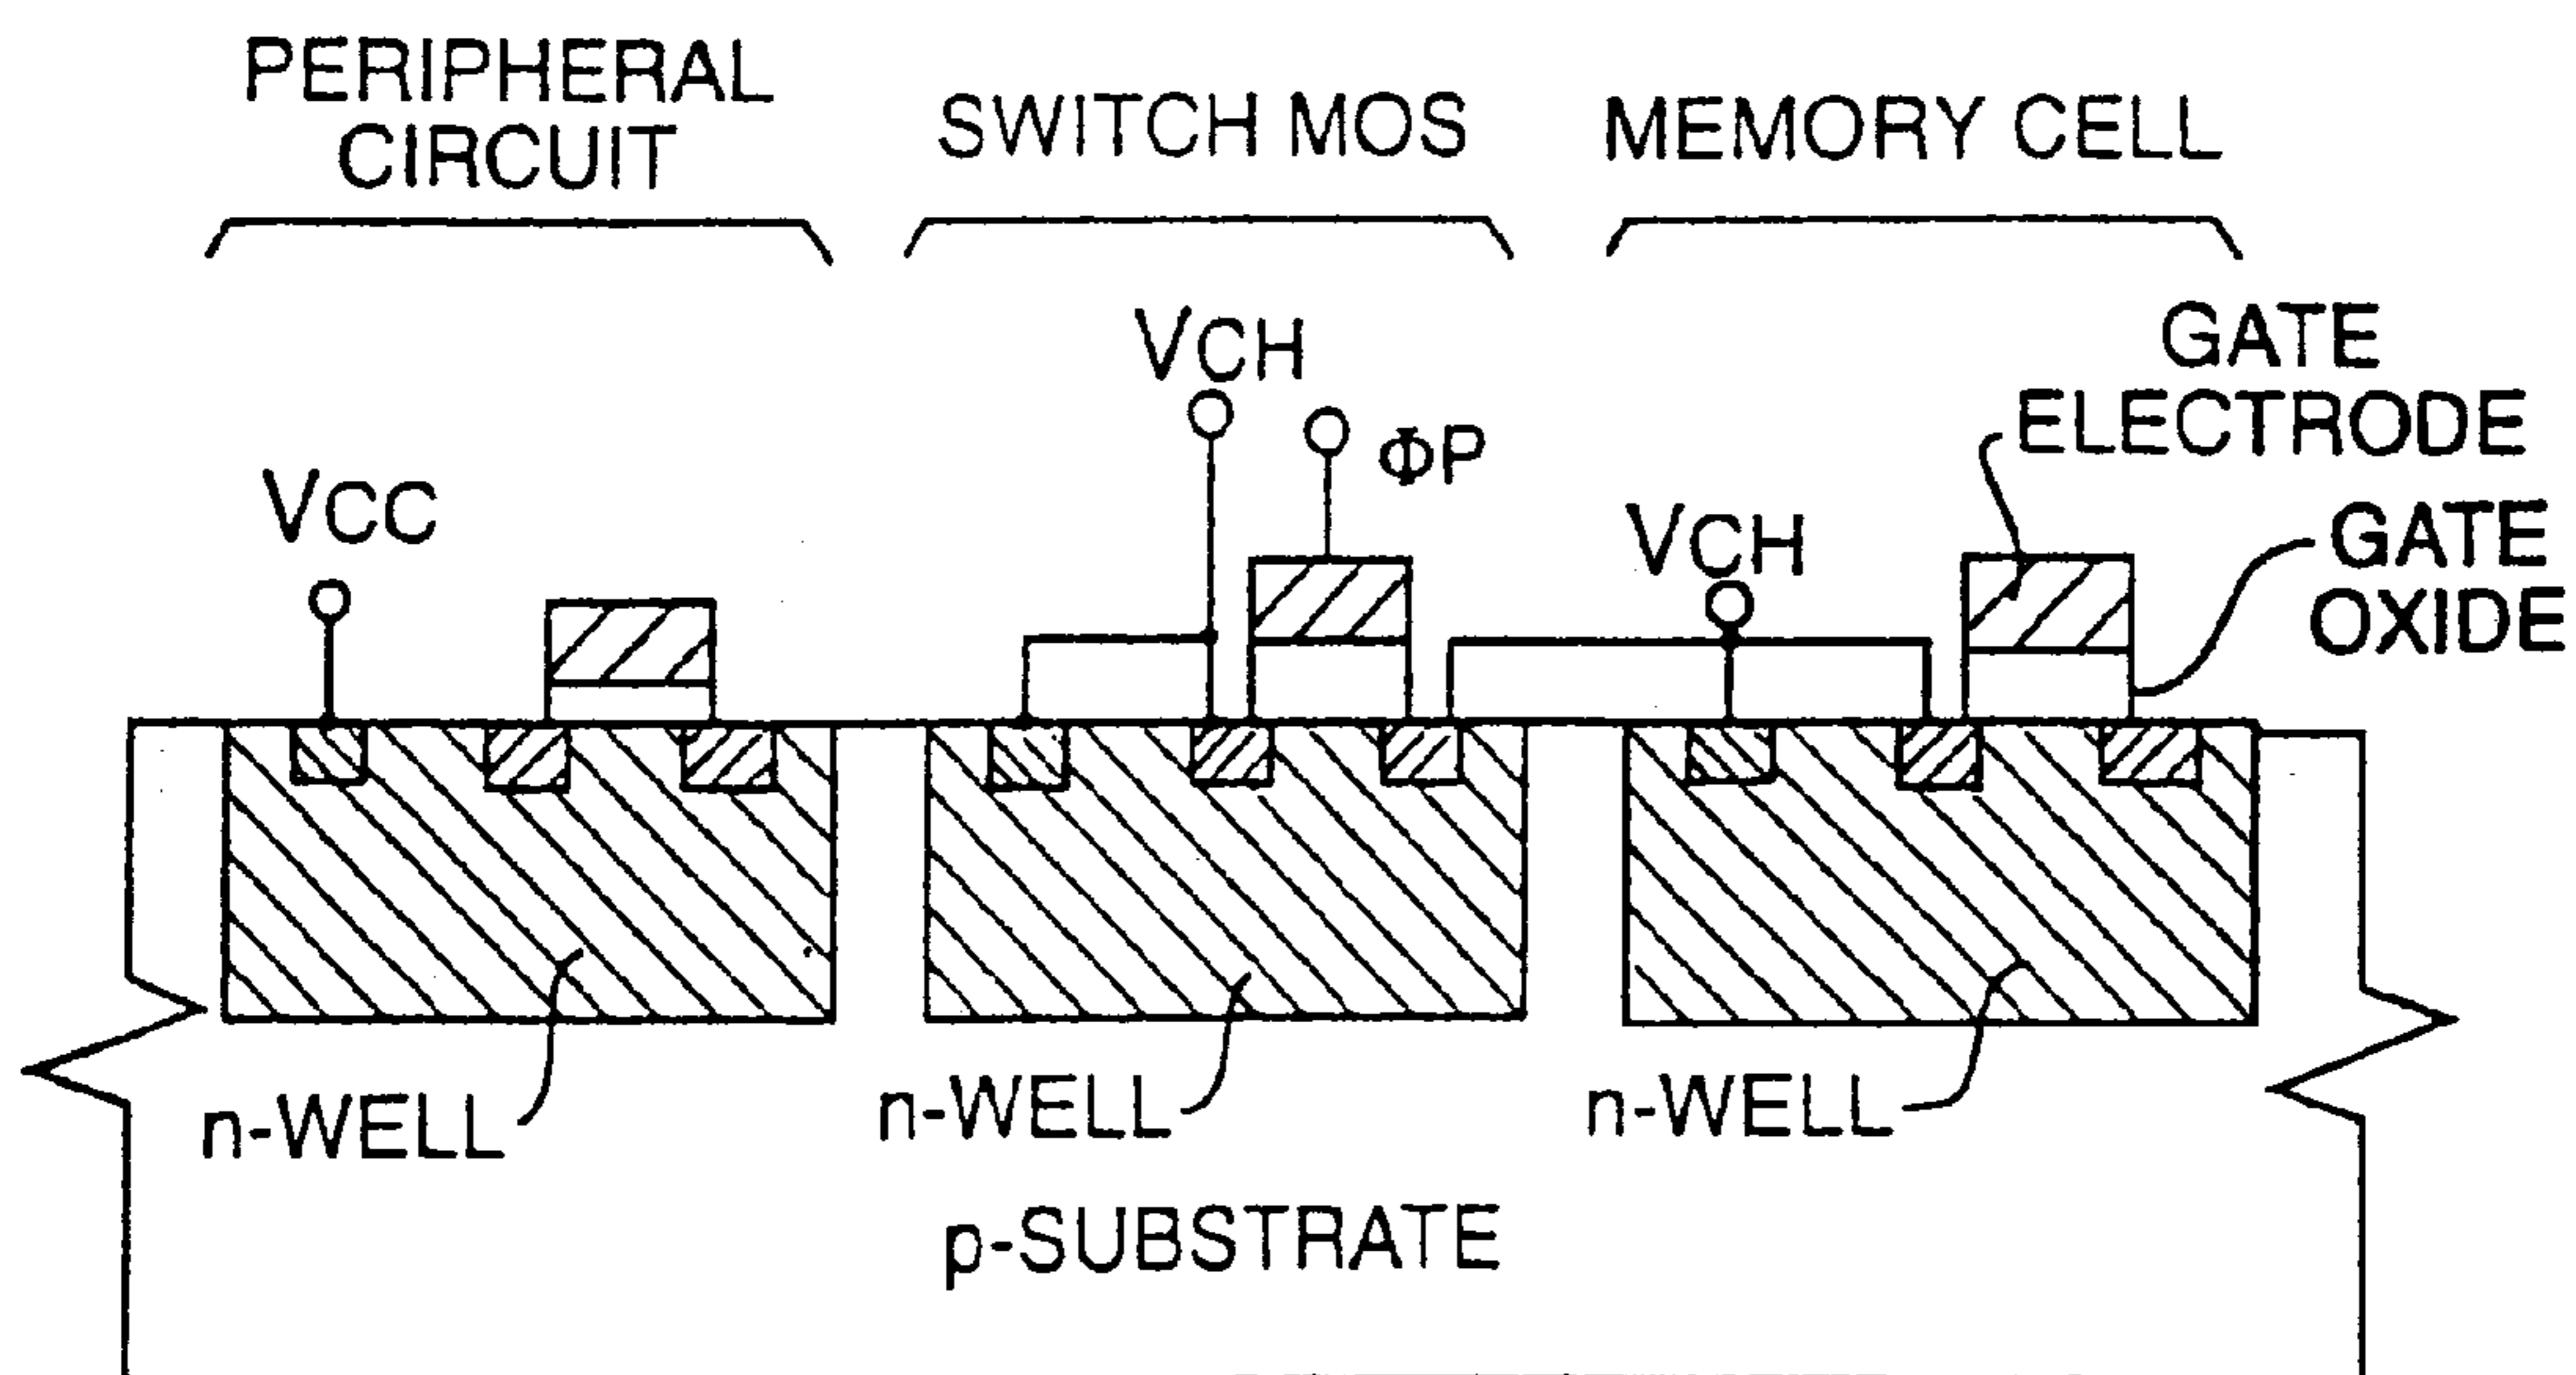 PERIPHERAL
CIRCUIT
SWITCH MOS
MEMORY CELL
VCH
GATE
ELECTRODE
ΦP
VCC
VCH
GATE
OXIDE
n-WELL
n-WELL
n-WELL
p-SUBSTRATE